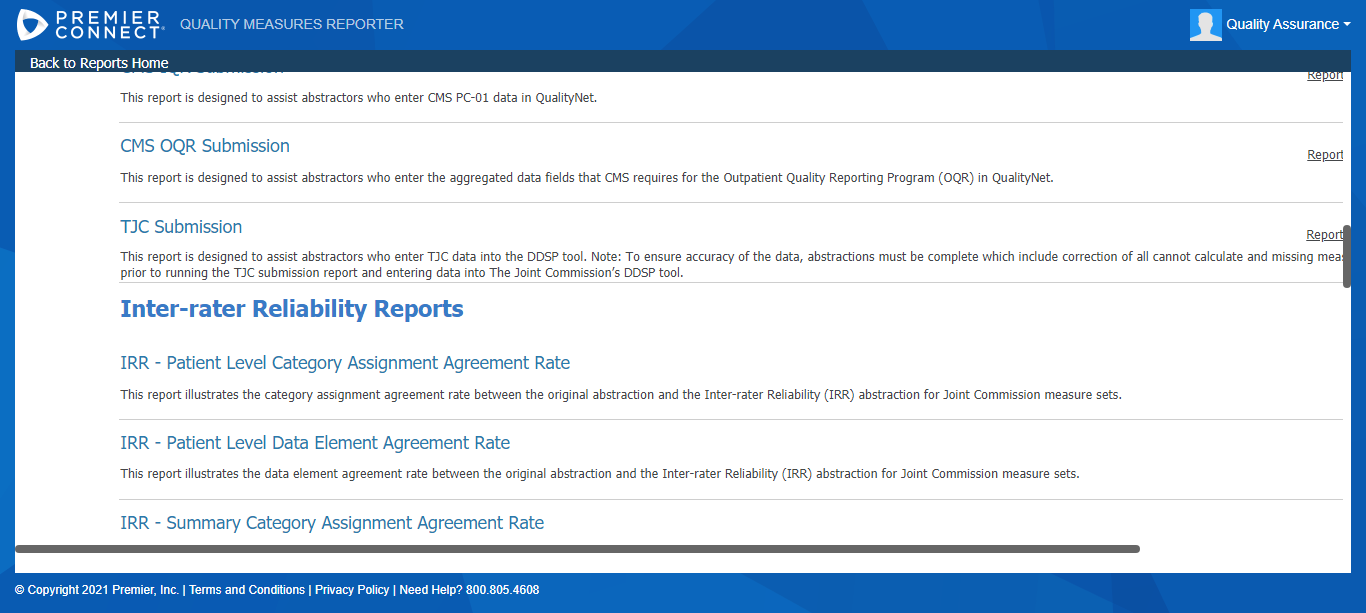 PREMIER
CONNECT
QUALITY MEASURES REPORTER
Quality Assurance
Back to Reports Home
Report
This report is designed to assist abstractors who enter CMS PC-01 data in QualityNet.
CMS OQR Submission
Report
This report is designed to assist abstractors who enter the aggregated data fields that CMS requires for the Outpatient Quality Reporting Program (OQR) in QualityNet.
TJC Submission
Report
This report is designed to assist abstractors who enter TJC data into the DDSP tool. Note: To ensure accuracy of the data, abstractions must be complete which include correction of all cannot calculate and missing mea
prior to running the TJC submission report and entering data into The Joint Commission’s DDSP tool.
Inter-rater Reliability Reports
IRR - Patient Level Category Assignment Agreement Rate
This report illustrates the category assignment agreement rate between the original abstraction and the Inter-rater Reliability (IRR) abstraction for Joint Commission measure sets.
IRR - Patient Level Data Element Agreement Rate
This report illustrates the data element agreement rate between the original abstraction and the Inter-rater Reliability (IRR) abstraction for Joint Commission measure sets.
IRR - Summary Category Assignment Agreement Rate
© Copyright 2021 Premier, Inc. | Terms and Conditions | Privacy Policy | Need Help? 800.805.4608